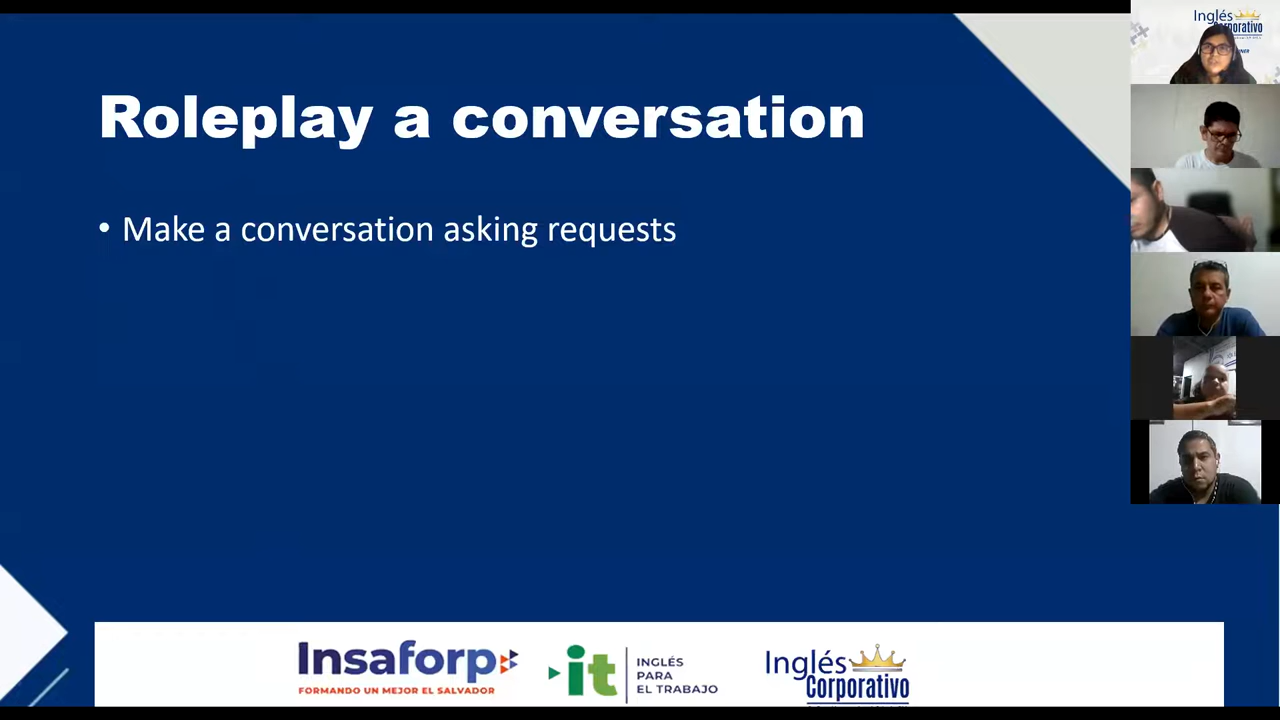 Roleplay a conversation
• Make a conversation asking requests
Inglés
Corporativo
Insaforp
FORMANDO UN MEJOR EL SALVADOR
it
INGLÉS
PARA
EL TRABAJO
Inglés
Corporativo